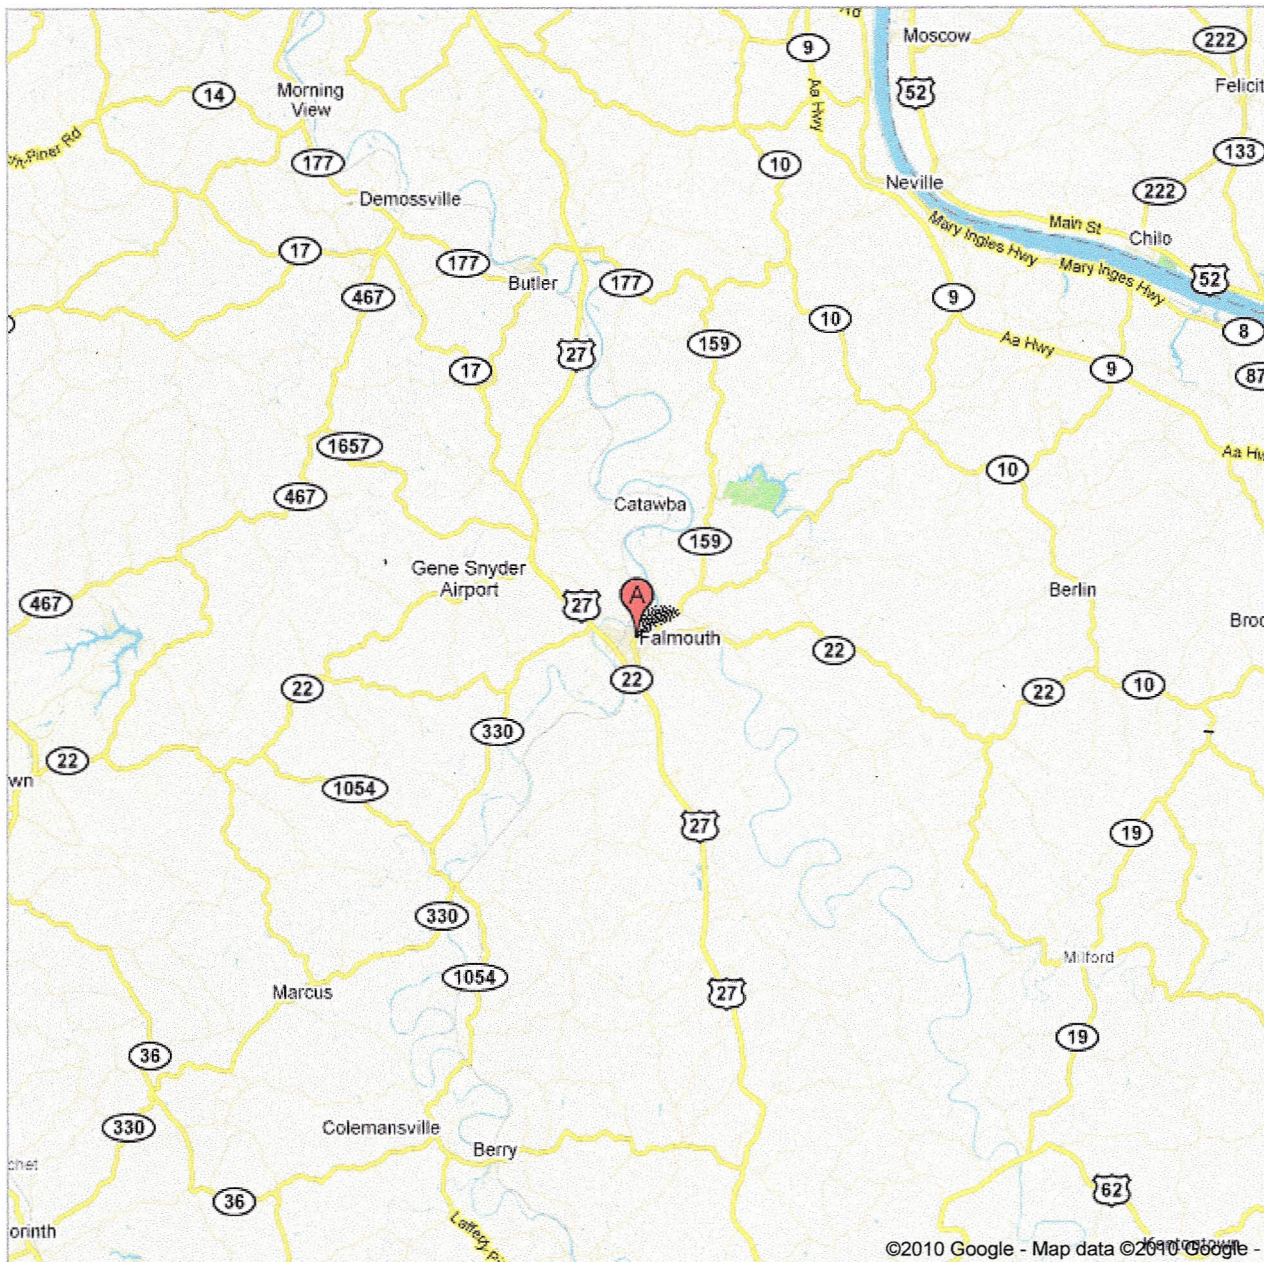 9
Moscow
222
Felicit
52
Morning
View
14
Aa Hwy
177
10
133
Neville
222
Demossville
Main St
Mary Ingles Hwy
Chilo
17
177
Butler
177
Mary Inges Hwy
52
467
9
10
8
27
159
Aa Hwy
17
9
87
1657
Aa Hw
467
10
Catawba
159
Gene Snyder
Airport
467
27
A
Berlin
Broo
Falmouth
22
22
22
22
10
330
22
wn
1054
27
19
330
Milford
1054
Marcus
27
36
19
330
Colemansville
Berry
chet
36
62
orinth
©2010 Google - Map data ©2010 Google -
Kentontown